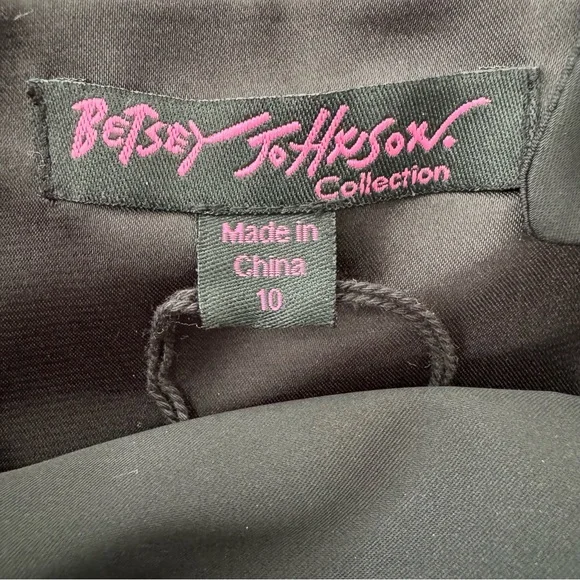 BETSEY JOHNSON.
Collection
Made in
China
10